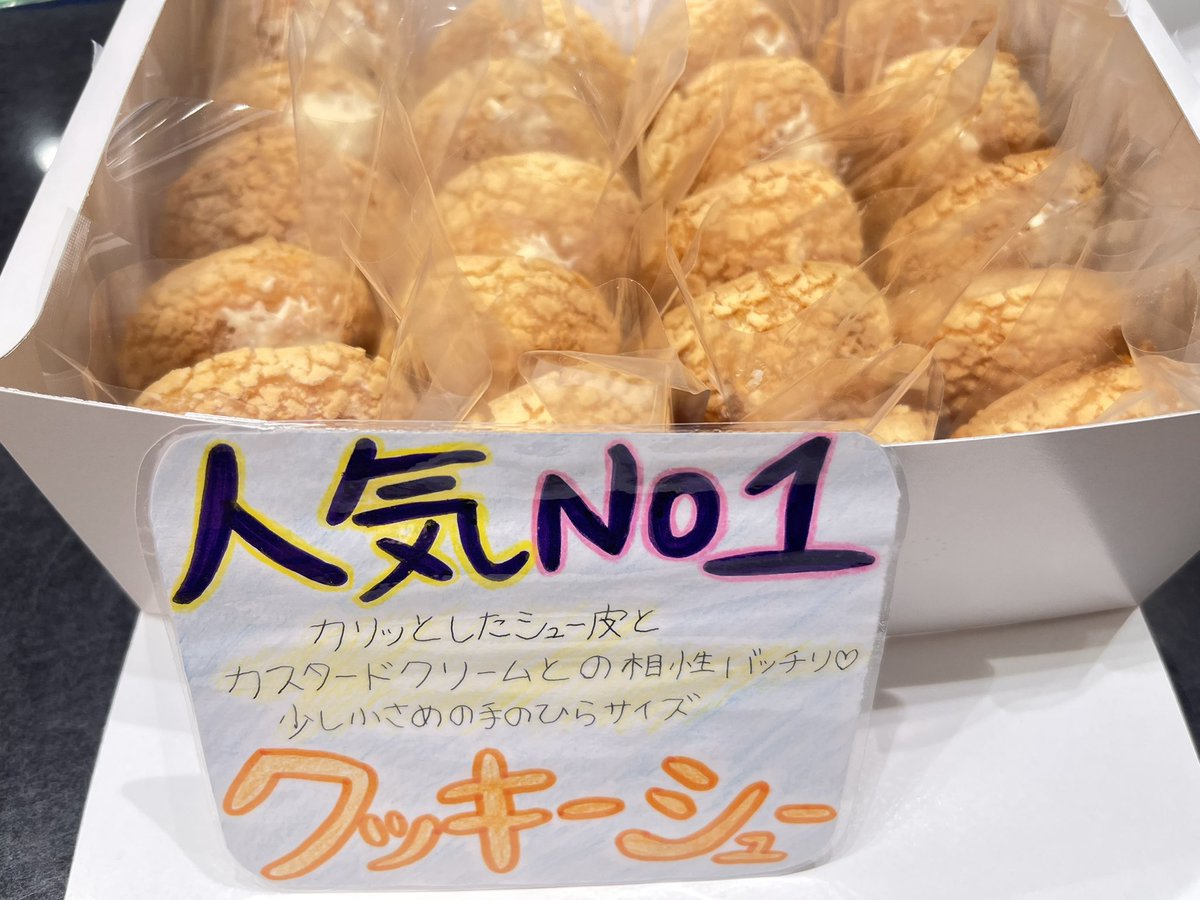 人気No1
カリッとしたシュー皮と
カスタードクリームとの相性バッチリ♡
少し小さめの手のひらサイズ
クッキーシュー